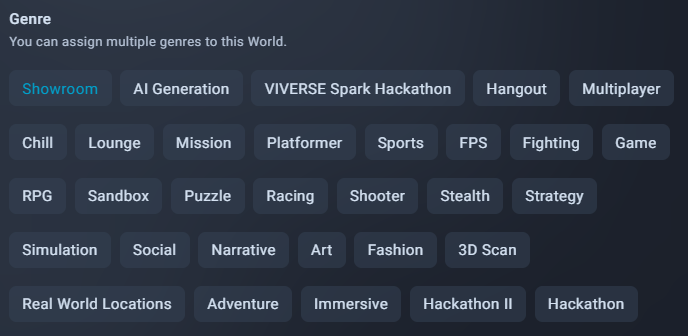 Genre
You can assign multiple genres to this World.
Showroom AI Generation VIVERSE Spark Hackathon Hangout Multiplayer
Chill Lounge Mission Platformer Sports FPS Fighting Game
RPG Sandbox Puzzle Racing Shooter Stealth Strategy
Simulation Social Narrative Art Fashion 3D Scan
Real World Locations Adventure Immersive Hackathon II Hackathon